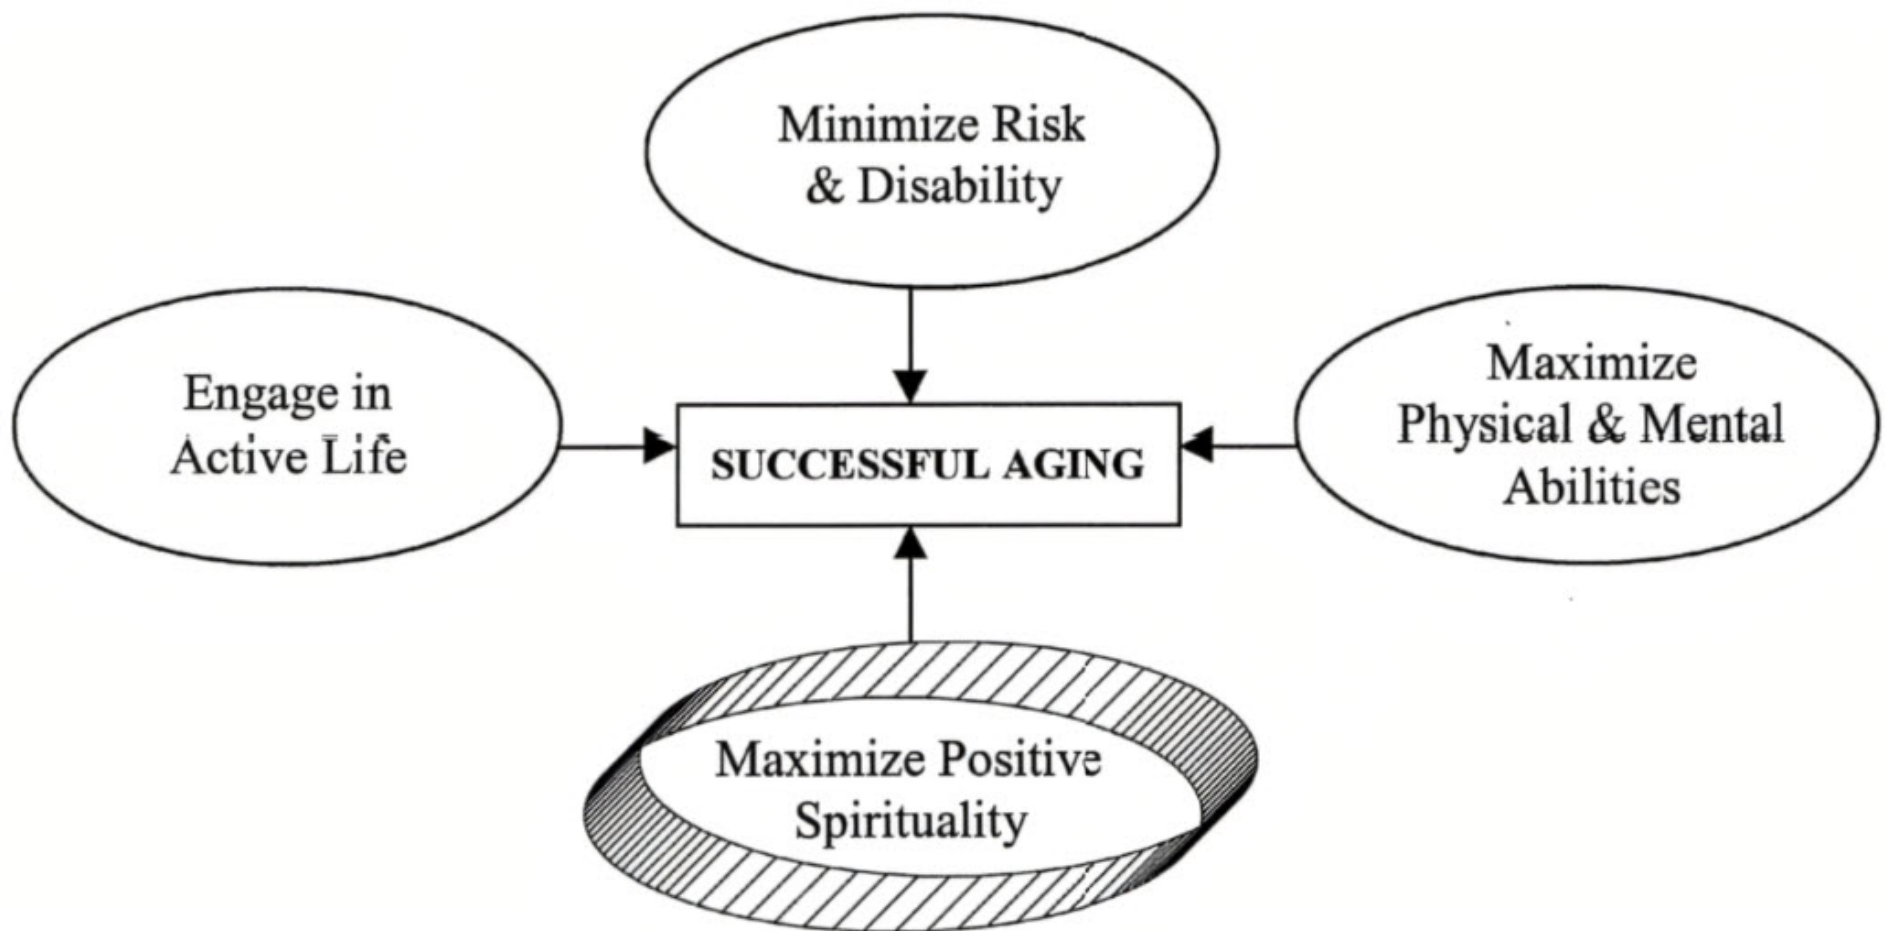 Minimize Risk
& Disability
Engage in
Active Life
SUCCESSFUL AGING
Maximize
Physical & Mental
Abilities
Maximize Positive
Spirituality